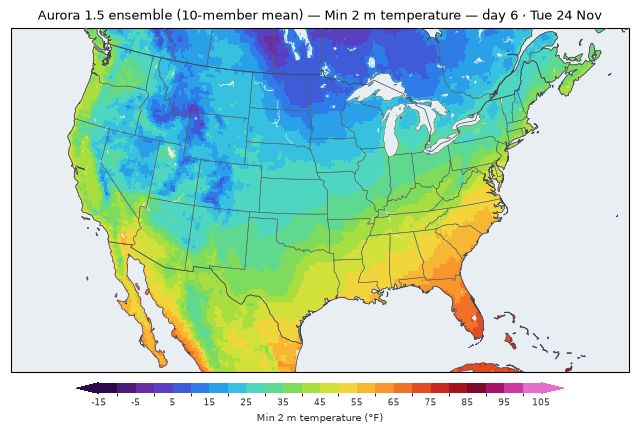 Aurora 1.5 ensemble (10-member mean) — Min 2 m temperature — day 6 · Tue 24 Nov
-15 -5 5 15 25 35 45 55 65 75 85 95 105
Min 2 m temperature (°F)